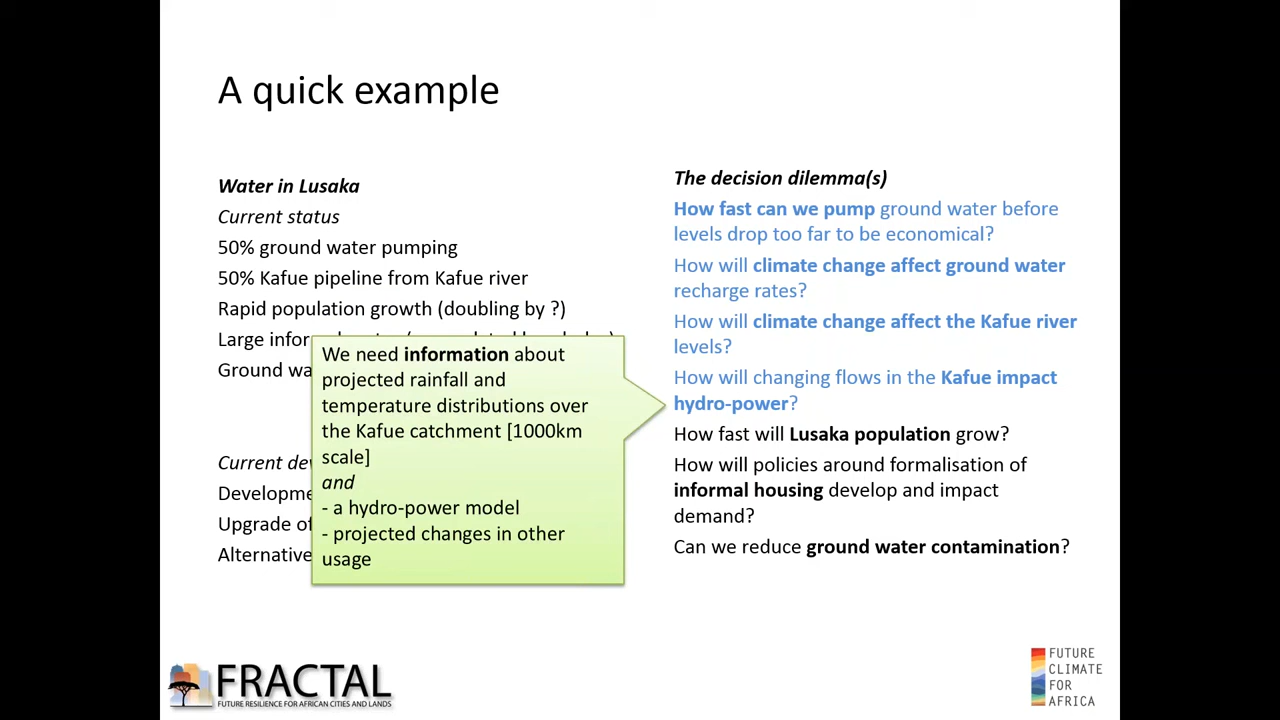 A quick example
Water in Lusaka
Current status
50% ground water pumping
50% Kafue pipeline from Kafue river
Rapid population growth (doubling by ?)
Large
Ground
Current
Upgrade
Alternative
We need information about
projected rainfall and
temperature distributions over
the Kafue catchment [1000km
scale]
and
- a hydro-power model
- projected changes in other
usage
The decision dilemma(s)
How fast can we pump ground water before
levels drop too far to be economical?
How will climate change affect ground water
recharge rates?
How will climate change affect the Kafue river
levels?
How will changing flows in the Kafue impact
hydro-power?
How fast will Lusaka population grow?
How will policies around formalisation of
informal housing develop and impact
demand?
Can we reduce ground water contamination?
FRACTAL
FUTURE RESILIENCE FOR AFRICAN CITIES AND LANDS
FUTURE
CLIMATE
FOR
AFRICA